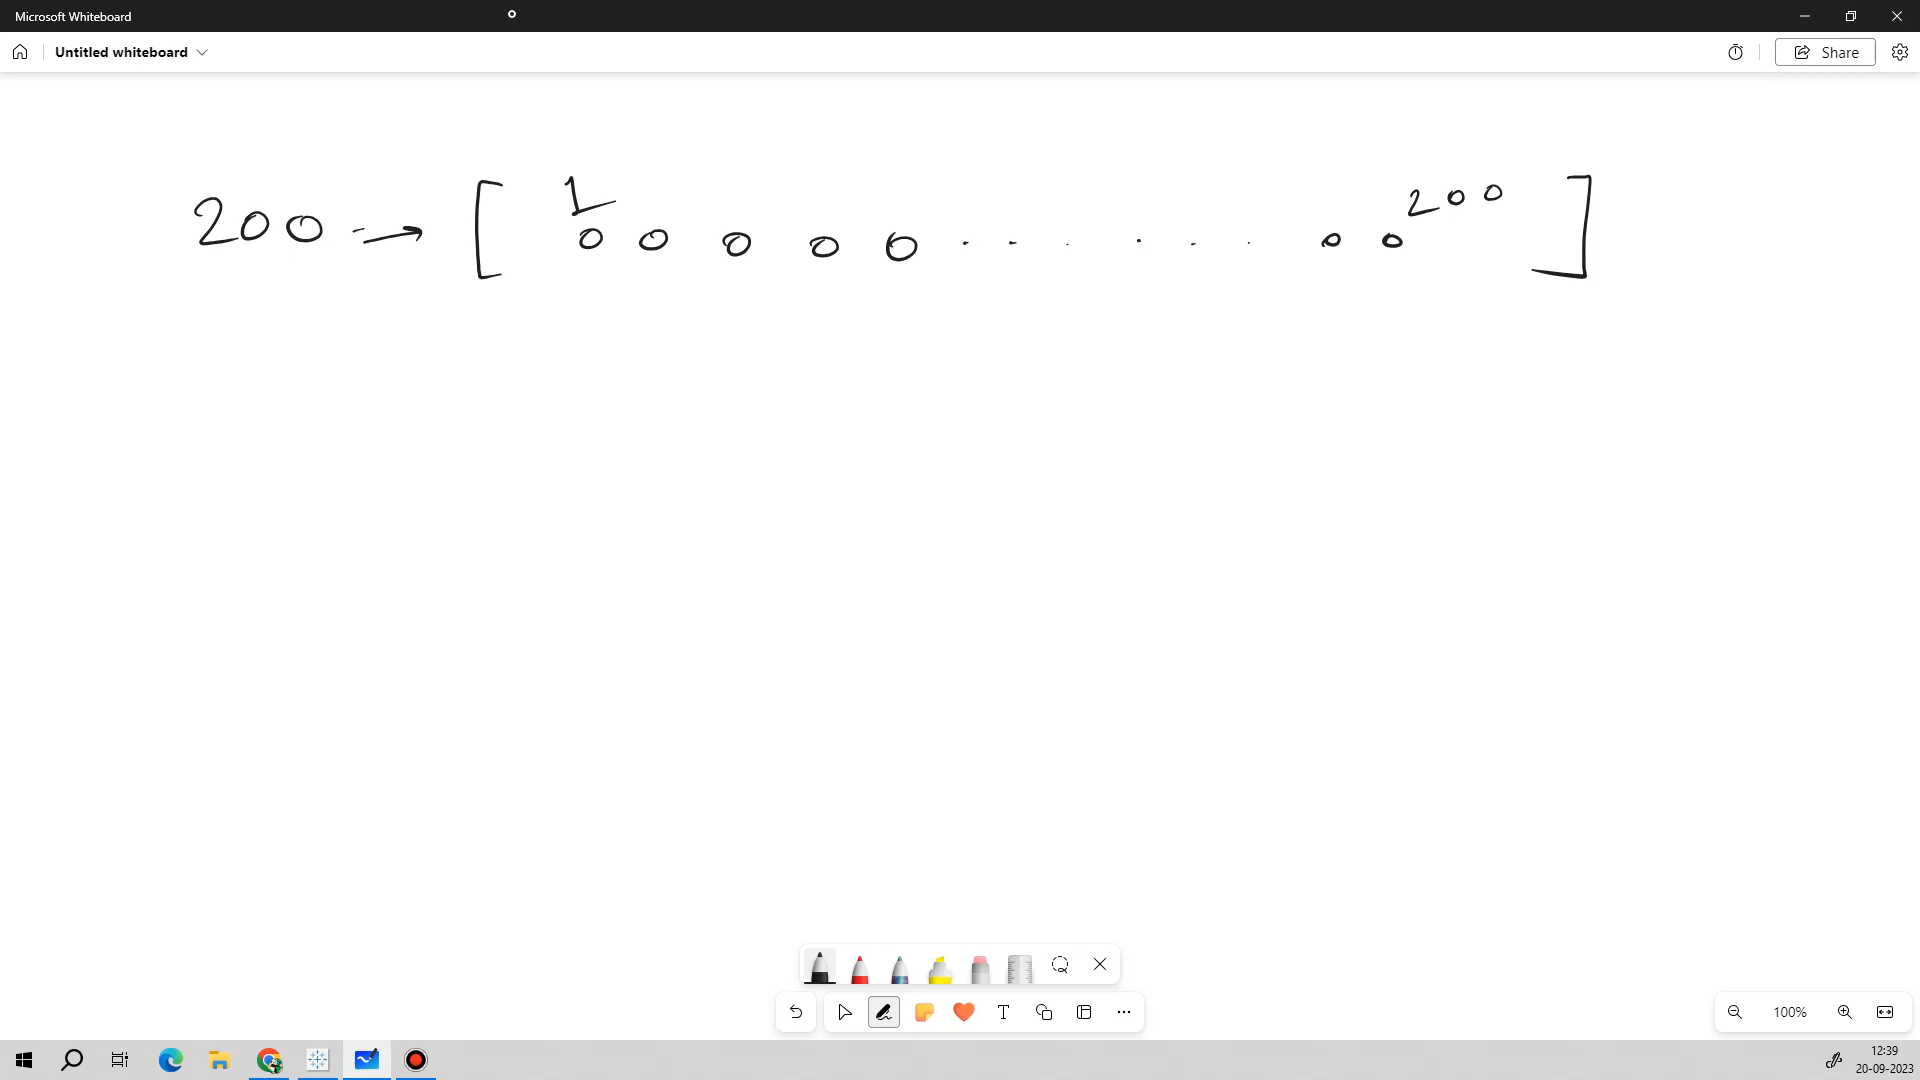 Microsoft Whiteboard
Untitled whiteboard
Share
1 200
200 → [ 0 0 0 0 0 . . . . . . 0 0 ]
100%
12:39
20-09-2023